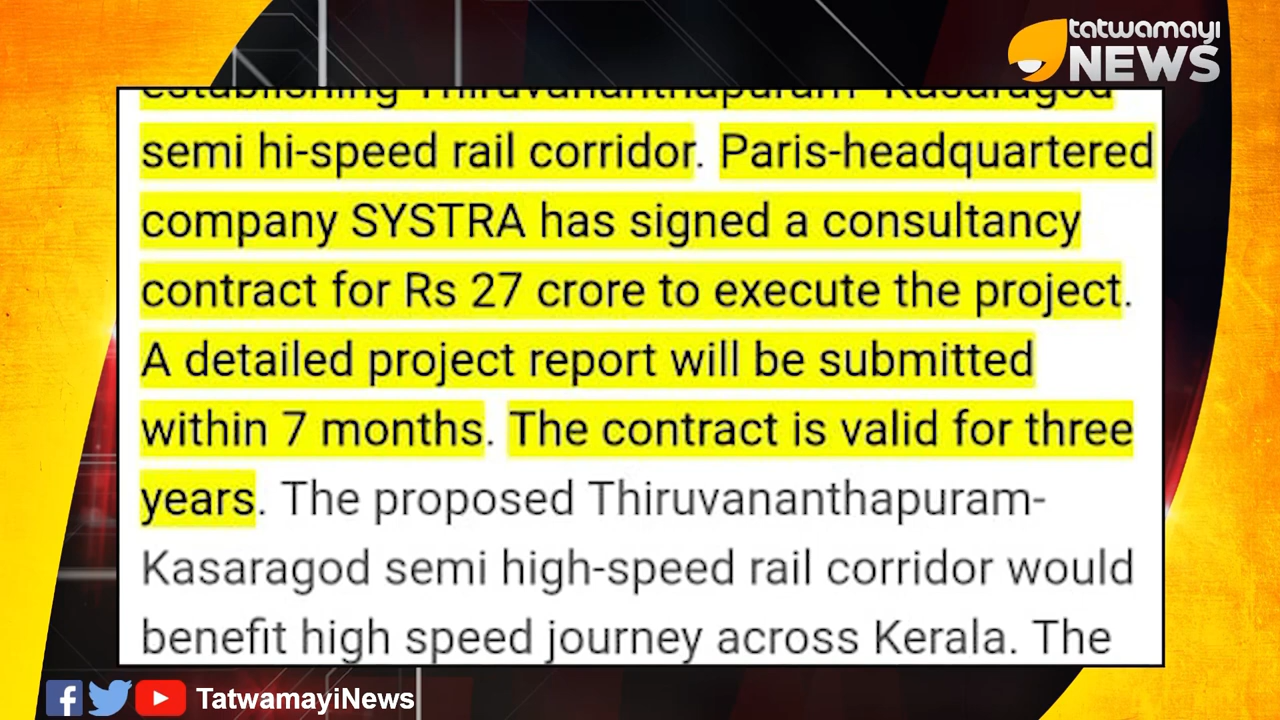 tatwamayi
NEWS
establishing Thiruvananthapuram- Kasaragod
semi hi-speed rail corridor. Paris-headquartered
company SYSTRA has signed a consultancy
contract for Rs 27 crore to execute the project.
A detailed project report will be submitted
within 7 months. The contract is valid for three
years. The proposed Thiruvananthapuram-
Kasaragod semi high-speed rail corridor would
benefit high speed journey across Kerala. The
TatwamayiNews